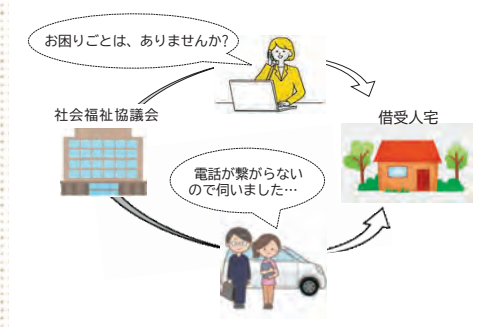 お困りごとは、ありませんか?
社会福祉協議会
借受人宅
電話が繋がらない
ので伺いました…